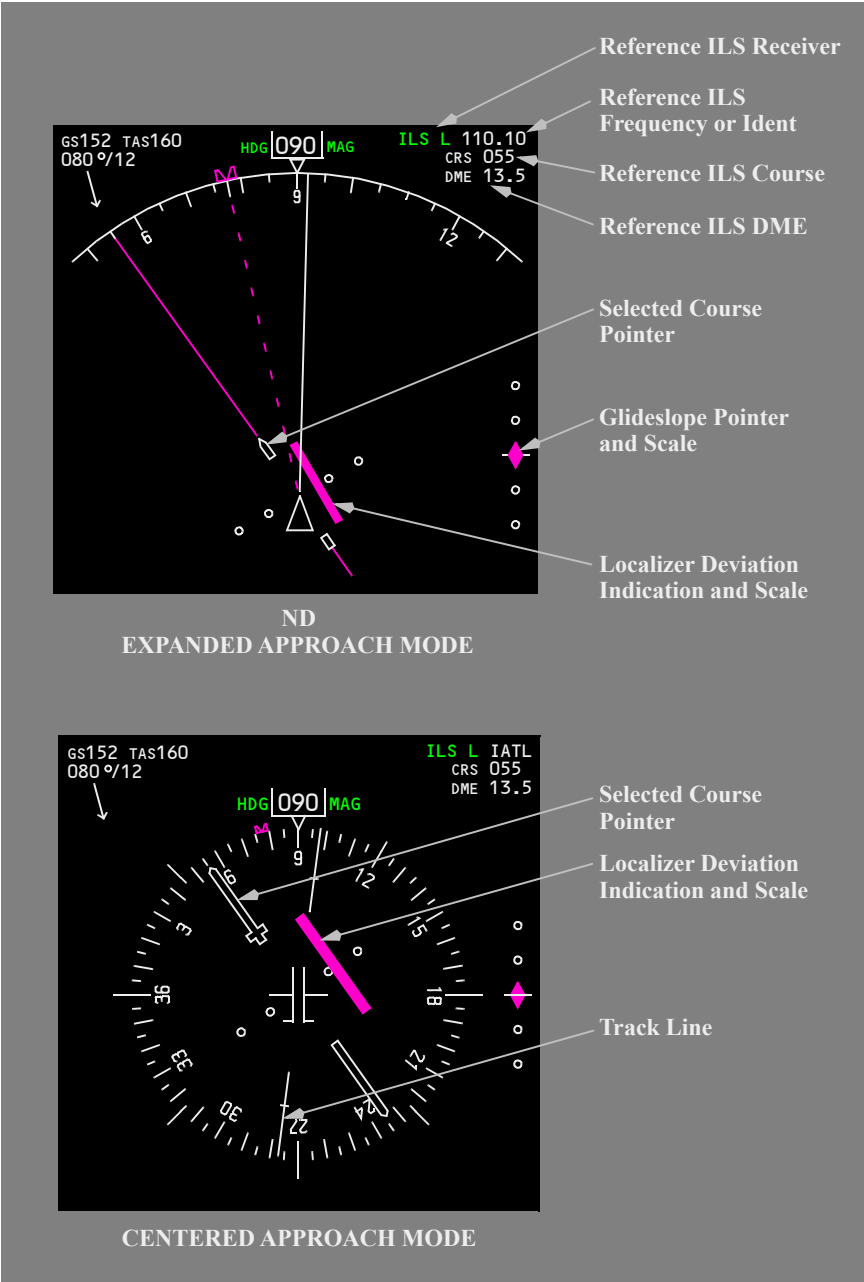 Reference ILS Receiver
Reference ILS
Frequency or Ident
Reference ILS Course
Reference ILS DME
GS152 TAS160
080°/12
HDG 090 MAG
ILS L 110.10
CRS 055
DME 13.5
6
9
12
Selected Course
Pointer
Glideslope Pointer
and Scale
Localizer Deviation
Indication and Scale
ND
EXPANDED APPROACH MODE
GS152 TAS160
080°/12
HDG 090 MAG
ILS L IATL
CRS 055
DME 13.5
9
12
15
18
21
24
27
30
33
36
3
6
Selected Course
Pointer
Localizer Deviation
Indication and Scale
Track Line
CENTERED APPROACH MODE